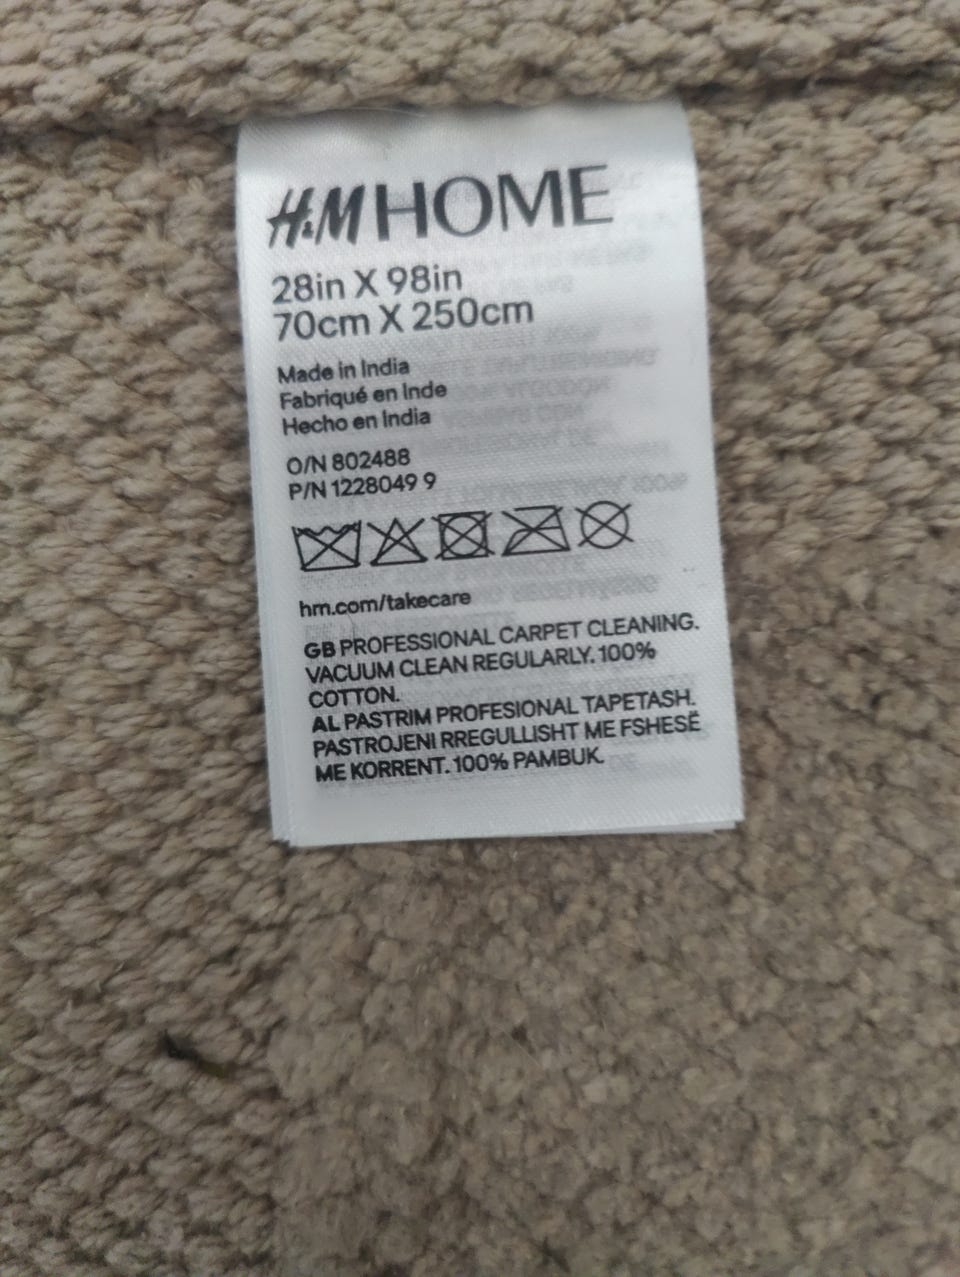 H&M HOME
28in X 98in
70cm X 250cm
Made in India
Fabriqué en Inde
Hecho en India
O/N 802488
P/N 1228049 9
hm.com/takecare
GB PROFESSIONAL CARPET CLEANING.
VACUUM CLEAN REGULARLY. 100%
COTTON.
AL PASTRIM PROFESIONAL TAPETASH.
PASTROJENI RREGULLISHT ME FSHESË
ME KORRENT. 100% PAMBUK.